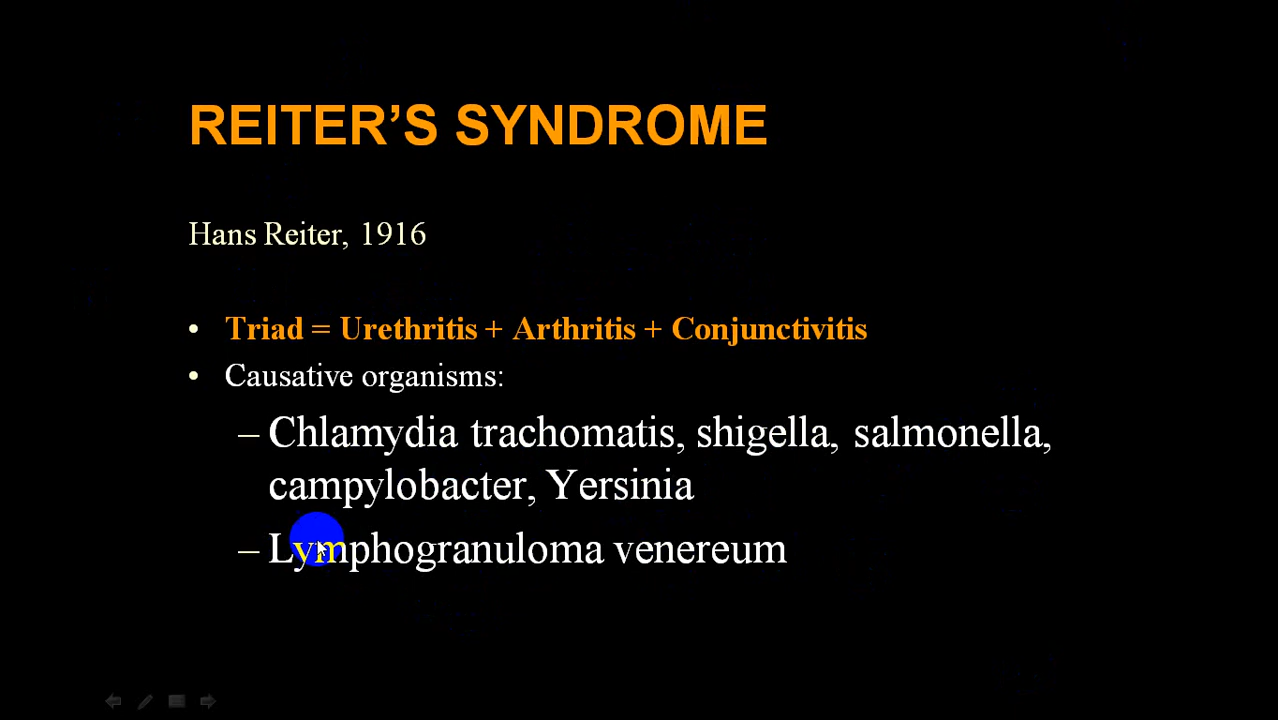 REITER’S SYNDROME
Hans Reiter, 1916
• Triad = Urethritis + Arthritis + Conjunctivitis
• Causative organisms:
– Chlamydia trachomatis, shigella, salmonella,
campylobacter, Yersinia
– Lymphogranuloma venereum